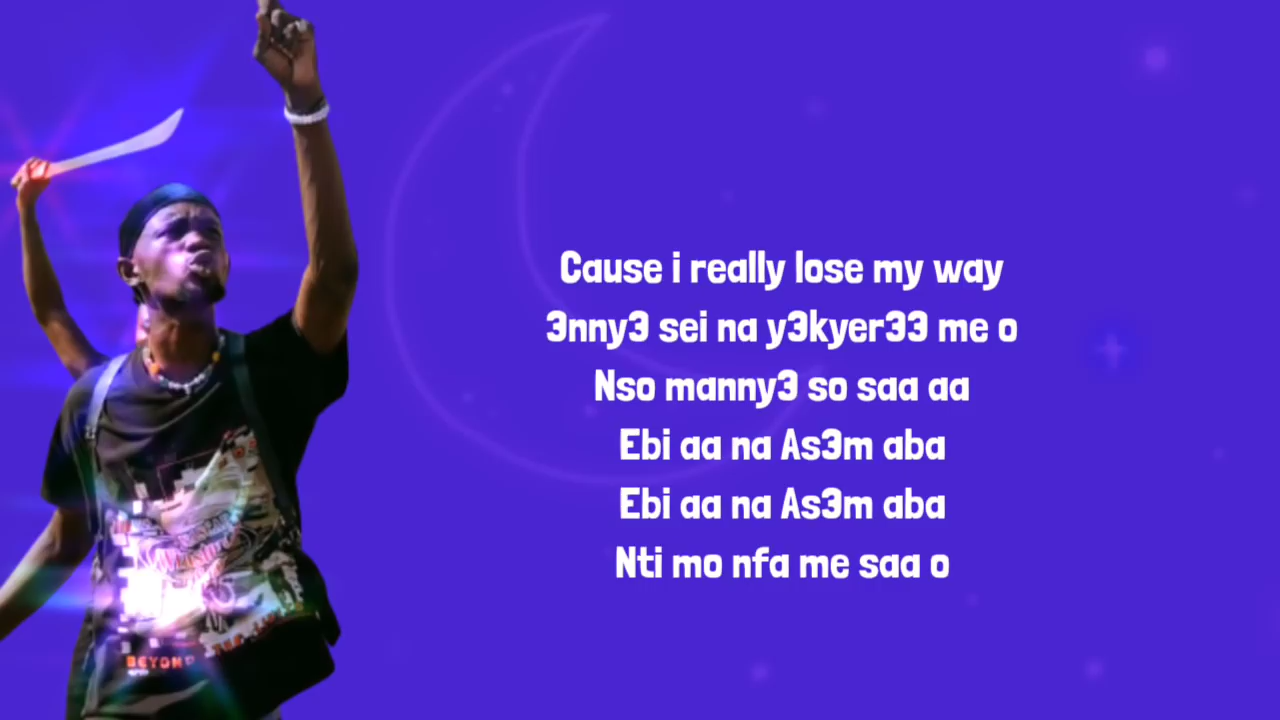 Cause i really lose my way
3nny3 sei na y3kyer33 me o
Nso manny3 so saa aa
Ebi aa na As3m aba
Ebi aa na As3m aba
Nti mo nfa me saa o
BEYOND